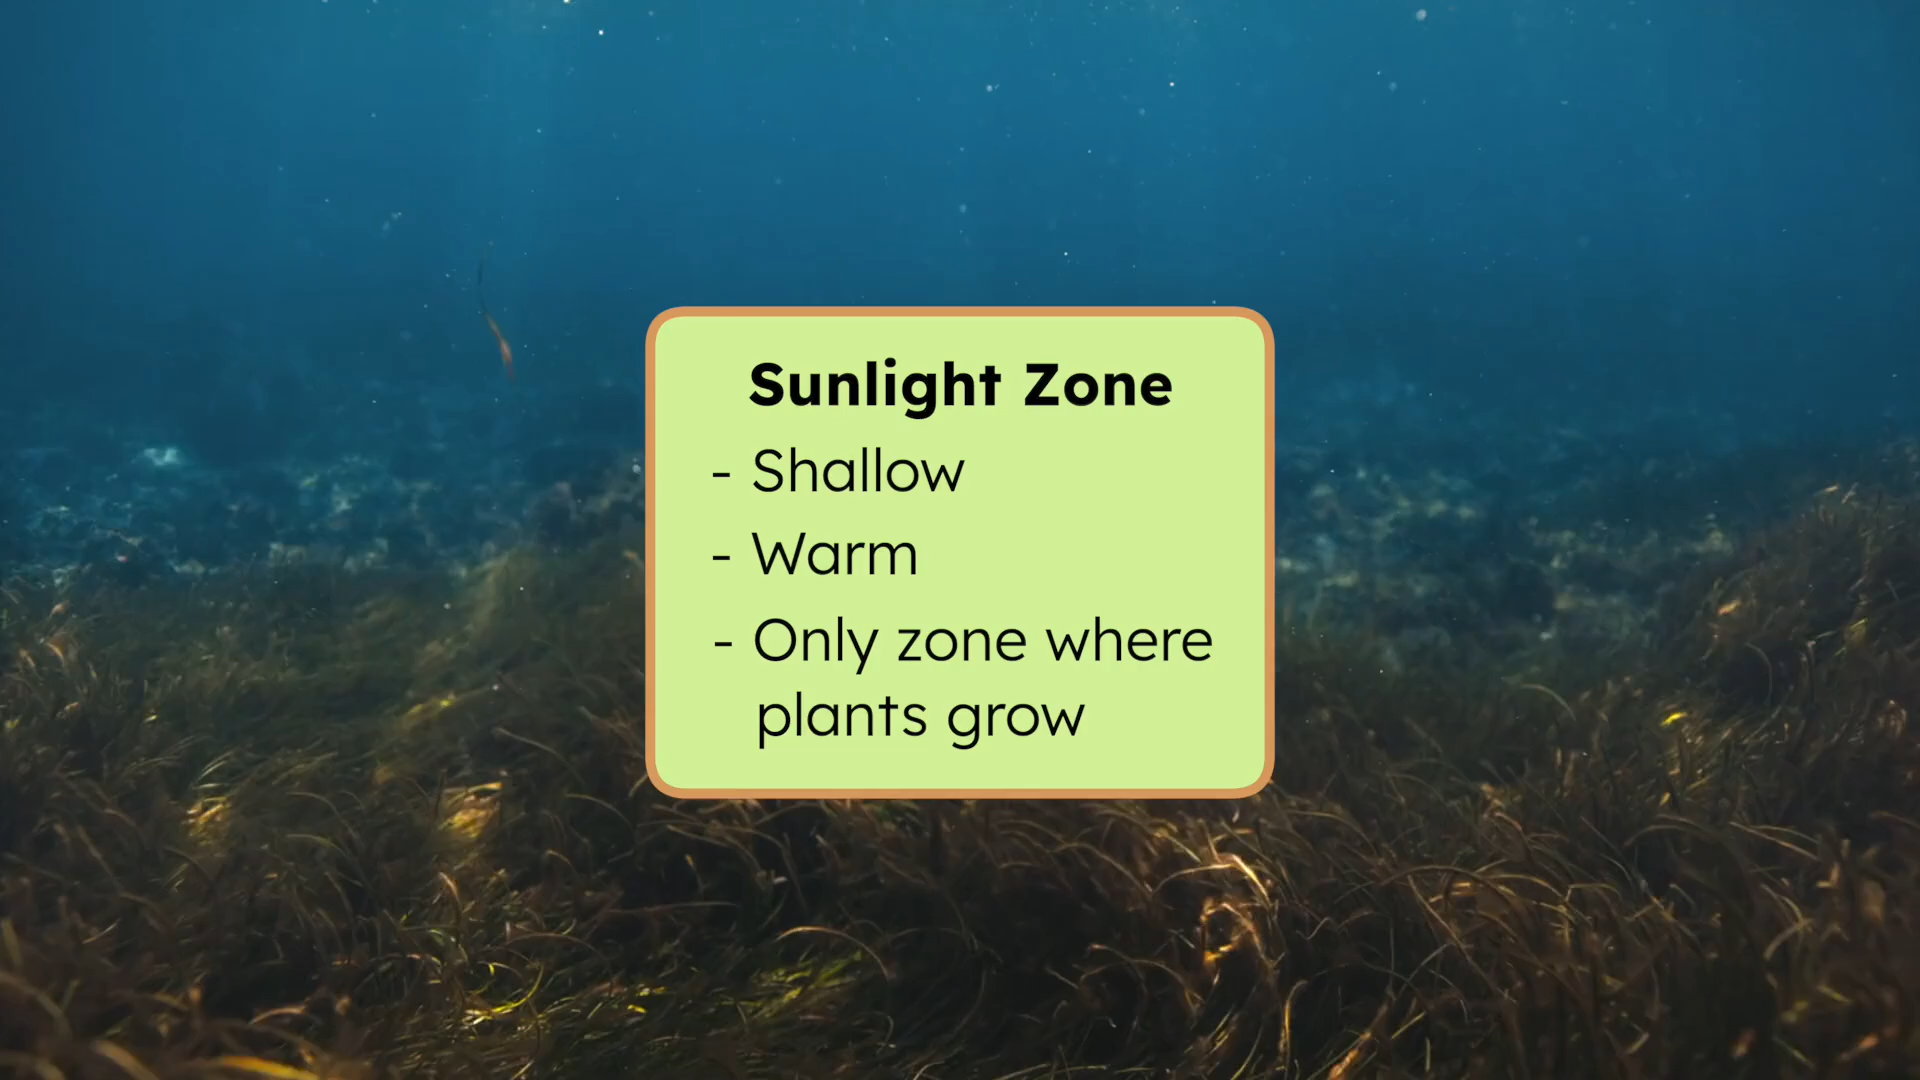 Sunlight Zone
- Shallow
- Warm
- Only zone where
plants grow